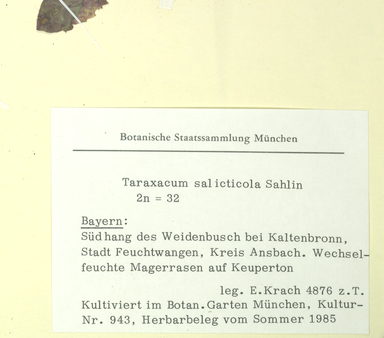 Botanische Staatssammlung München
Taraxacum salicticola Sahlin
2n = 32
Bayern:
Südhang des Weidenbusch bei Kaltenbronn,
Stadt Feuchtwangen, Kreis Ansbach. Wechsel-
feuchte Magerrasen auf Keuperton
leg. E.Krach 4876 z.T.
Kultiviert im Botan.Garten München, Kultur-
Nr. 943, Herbarbeleg vom Sommer 1985